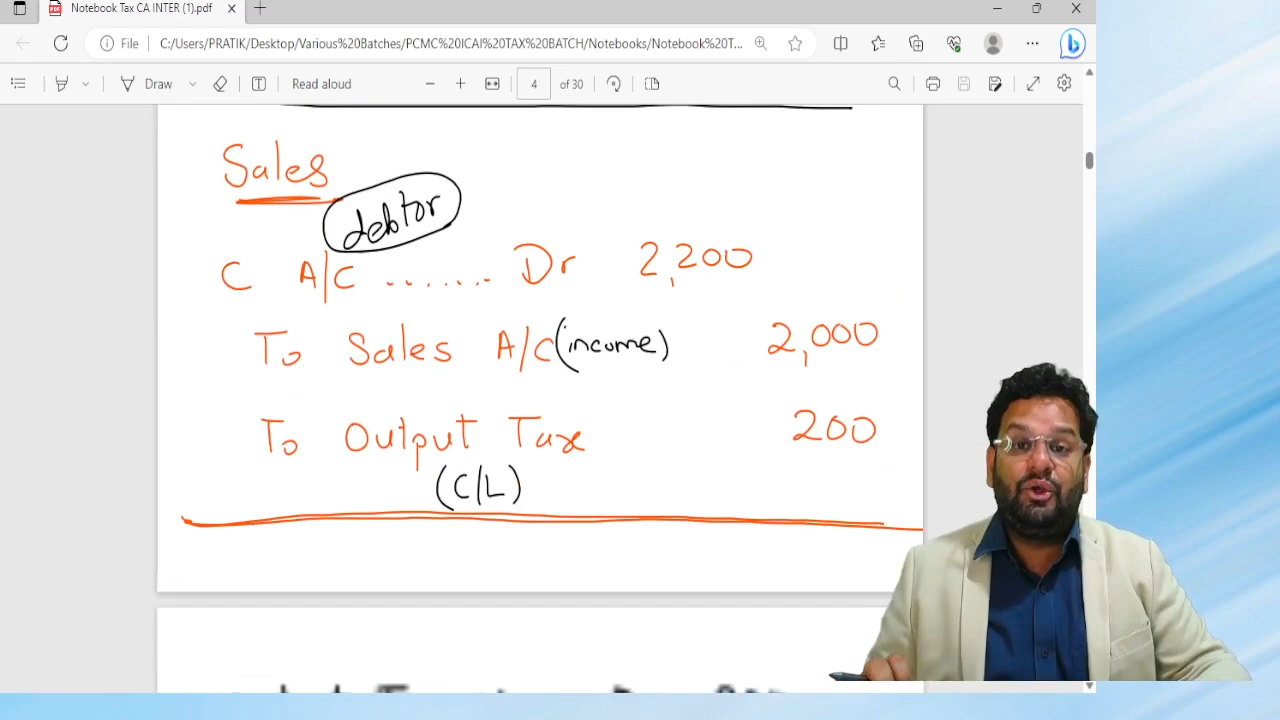 Notebook Tax CA INTER (1).pdf
File C:/Users/PRATIK/Desktop/Various%20Batches/PCMC%20ICAI%20TAX%20BATCH/Notebooks/Notebook%20T...
Draw Read aloud 4 of 30
Sales
debtor
C A/C ....... Dr 2,200
To Sales A/C (income) 2,000
To Output Tax 200
(C/L)